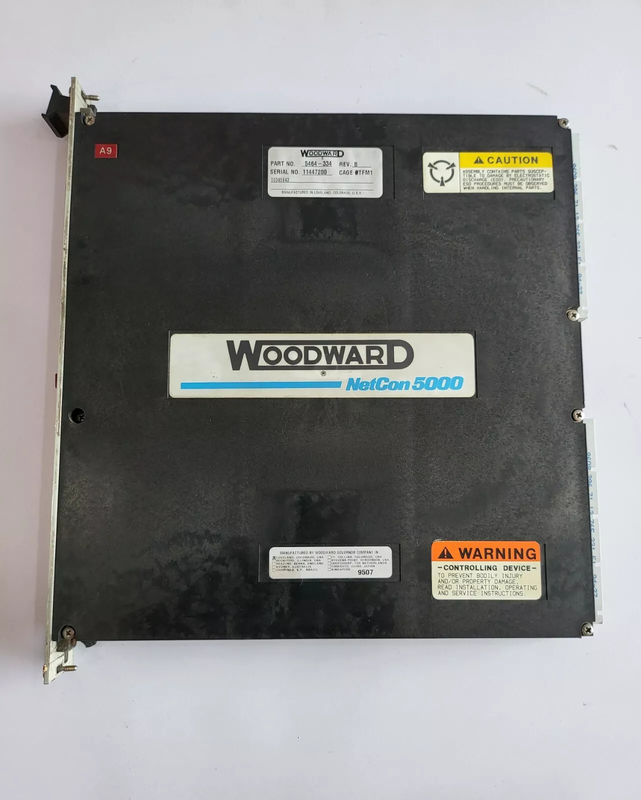 A9
WOODWARD
PART NO. 5464-334 REV. B
SERIAL NO. 11447200 CAGE
MANUFACTURED IN LOVELAND, COLORADO, U.S.A.
CAUTION
ASSEMBLY CONTAINS PARTS SUSCEP-
TIBLE TO DAMAGE BY ELECTROSTATIC
DISCHARGE (ESD). PRECAUTIONARY
ESD PROCEDURES MUST BE OBSERVED
WHEN HANDLING INTERNAL PARTS.
WOODWARD
®
NetCon 5000
MANUFACTURED BY WOODWARD GOVERNOR COMPANY IN
9507
WARNING
-CONTROLLING DEVICE-
TO PREVENT BODILY INJURY
AND/OR PROPERTY DAMAGE:
READ INSTALLATION, OPERATING
AND SERVICE INSTRUCTIONS.